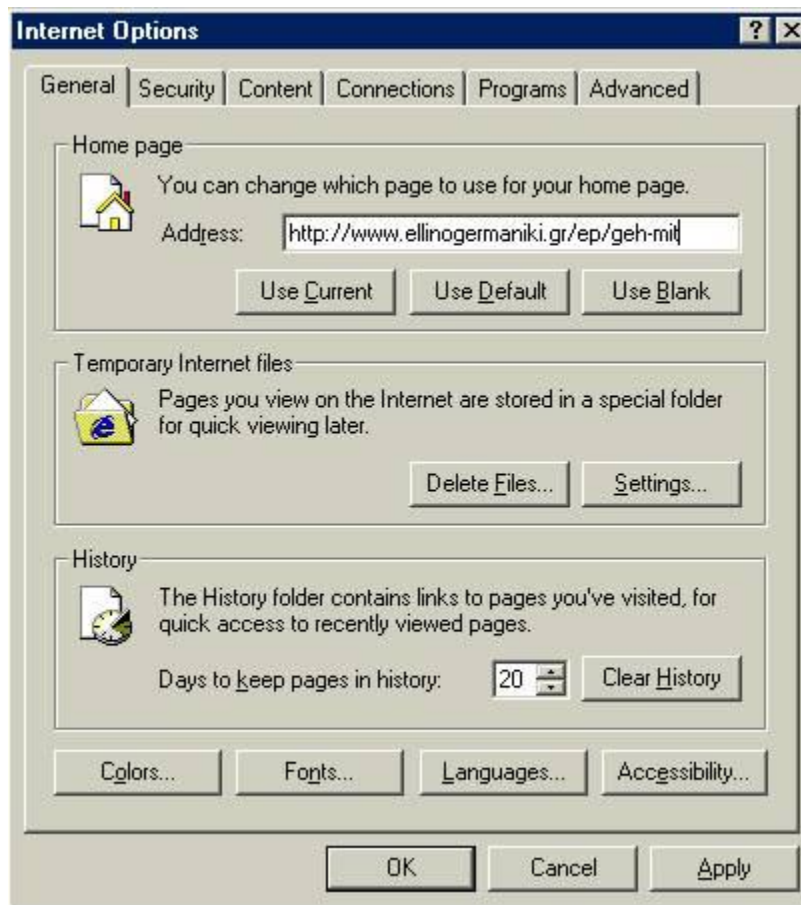 Internet Options
General Security Content Connections Programs Advanced
Home page
You can change which page to use for your home page.
Address: http://www.ellinogermaniki.gr/ep/geh-mit
Use Current Use Default Use Blank
Temporary Internet files
Pages you view on the Internet are stored in a special folder
for quick viewing later.
Delete Files... Settings...
History
The History folder contains links to pages you've visited, for
quick access to recently viewed pages.
Days to keep pages in history: 20 Clear History
Colors... Fonts... Languages... Accessibility...
OK Cancel Apply